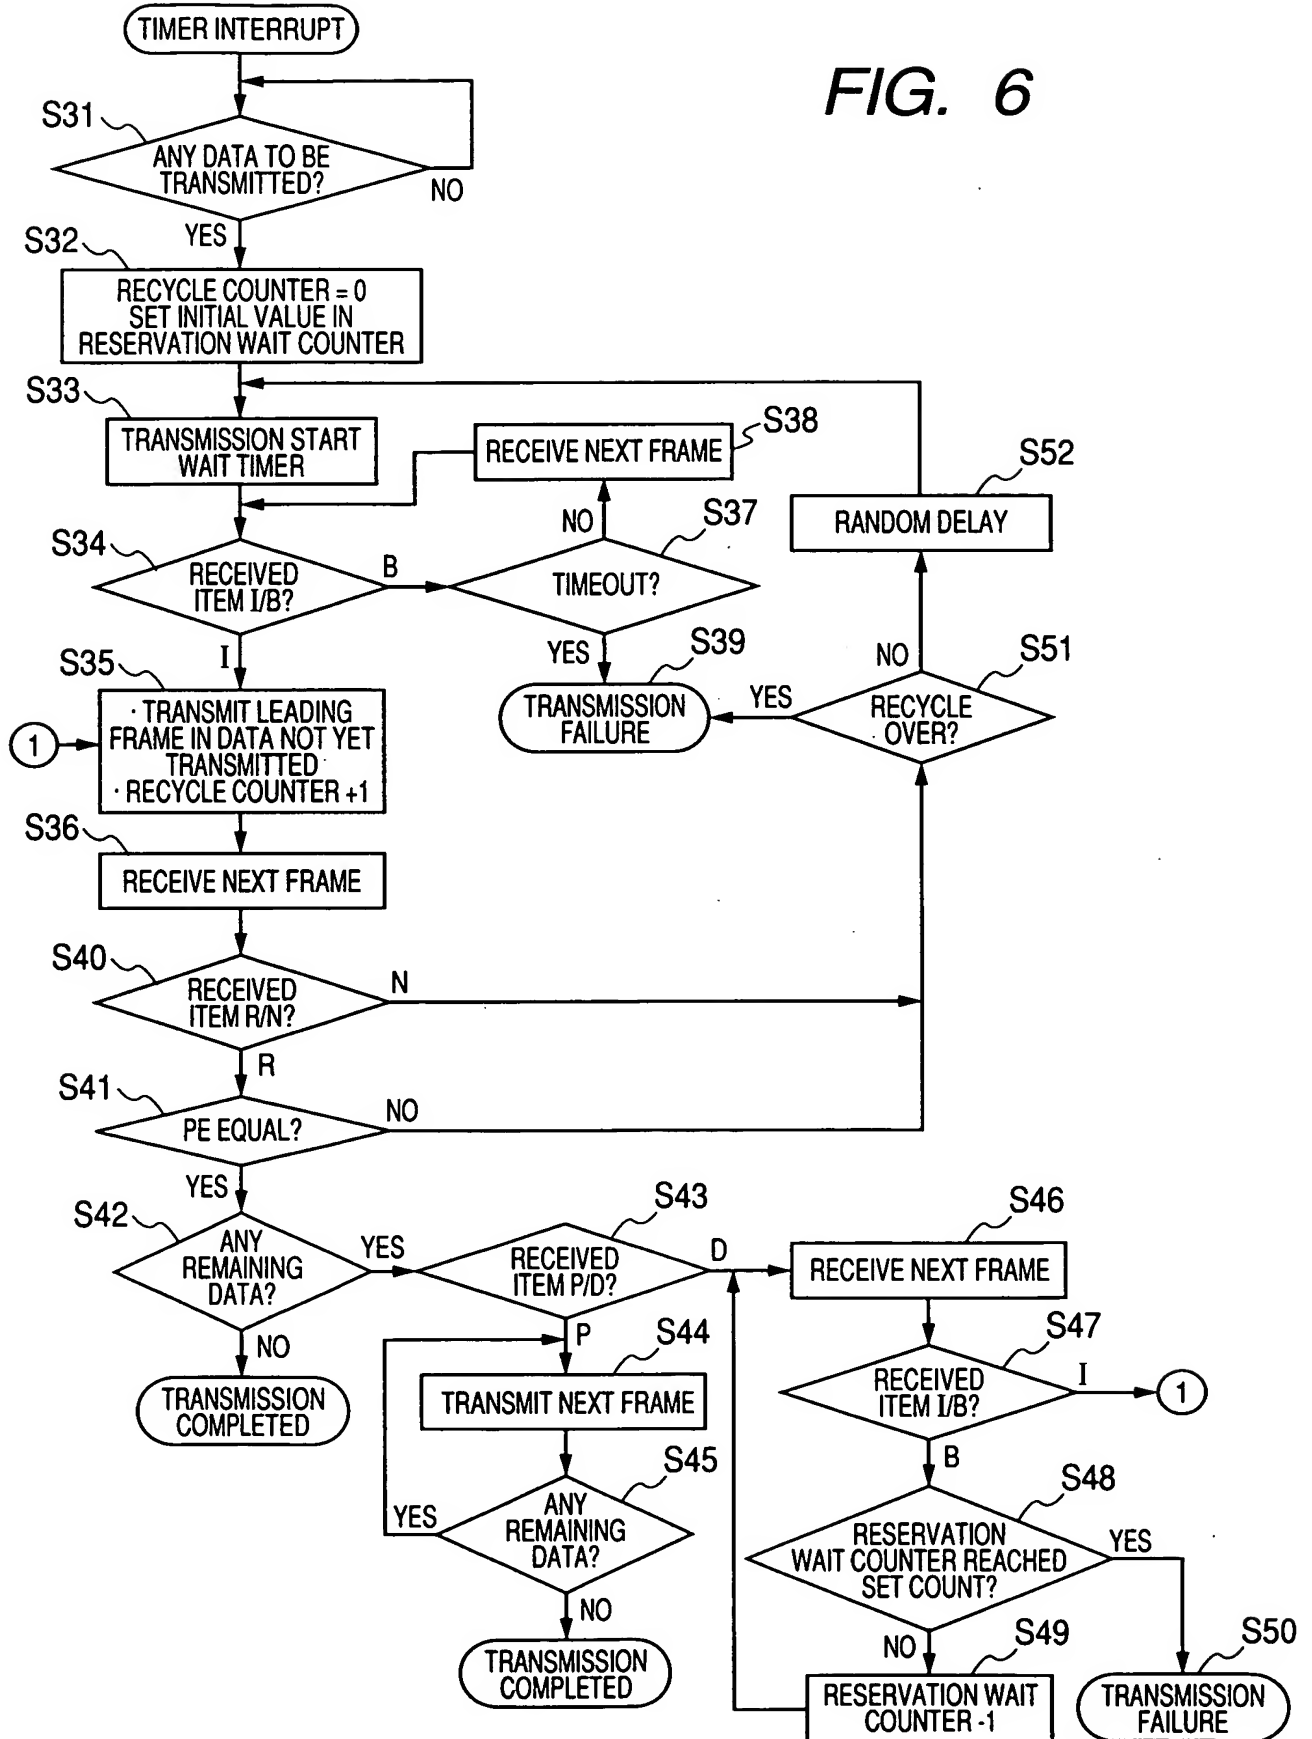 TIMER INTERRUPT
FIG. 6
S31
ANY DATA TO BE
TRANSMITTED?
NO
YES
S32
RECYCLE COUNTER = 0
SET INITIAL VALUE IN
RESERVATION WAIT COUNTER
S33
TRANSMISSION START
WAIT TIMER
RECEIVE NEXT FRAME
S38
S52
RANDOM DELAY
NO
S37
S34
RECEIVED
ITEM I/B?
B
TIMEOUT?
I
YES
S39
TRANSMISSION
FAILURE
YES
NO
S51
RECYCLE
OVER?
S35
· TRANSMIT LEADING
FRAME IN DATA NOT YET
TRANSMITTED
· RECYCLE COUNTER +1
1
S36
RECEIVE NEXT FRAME
S40
RECEIVED
ITEM R/N?
N
R
S41
PE EQUAL?
NO
YES
S42
ANY
REMAINING
DATA?
YES
NO
TRANSMISSION
COMPLETED
S43
RECEIVED
ITEM P/D?
D
P
S44
TRANSMIT NEXT FRAME
S45
ANY
REMAINING
DATA?
YES
NO
TRANSMISSION
COMPLETED
S46
RECEIVE NEXT FRAME
S47
RECEIVED
ITEM I/B?
I
1
B
S48
RESERVATION
WAIT COUNTER REACHED
SET COUNT?
YES
NO
S49
RESERVATION WAIT
COUNTER -1
S50
TRANSMISSION
FAILURE